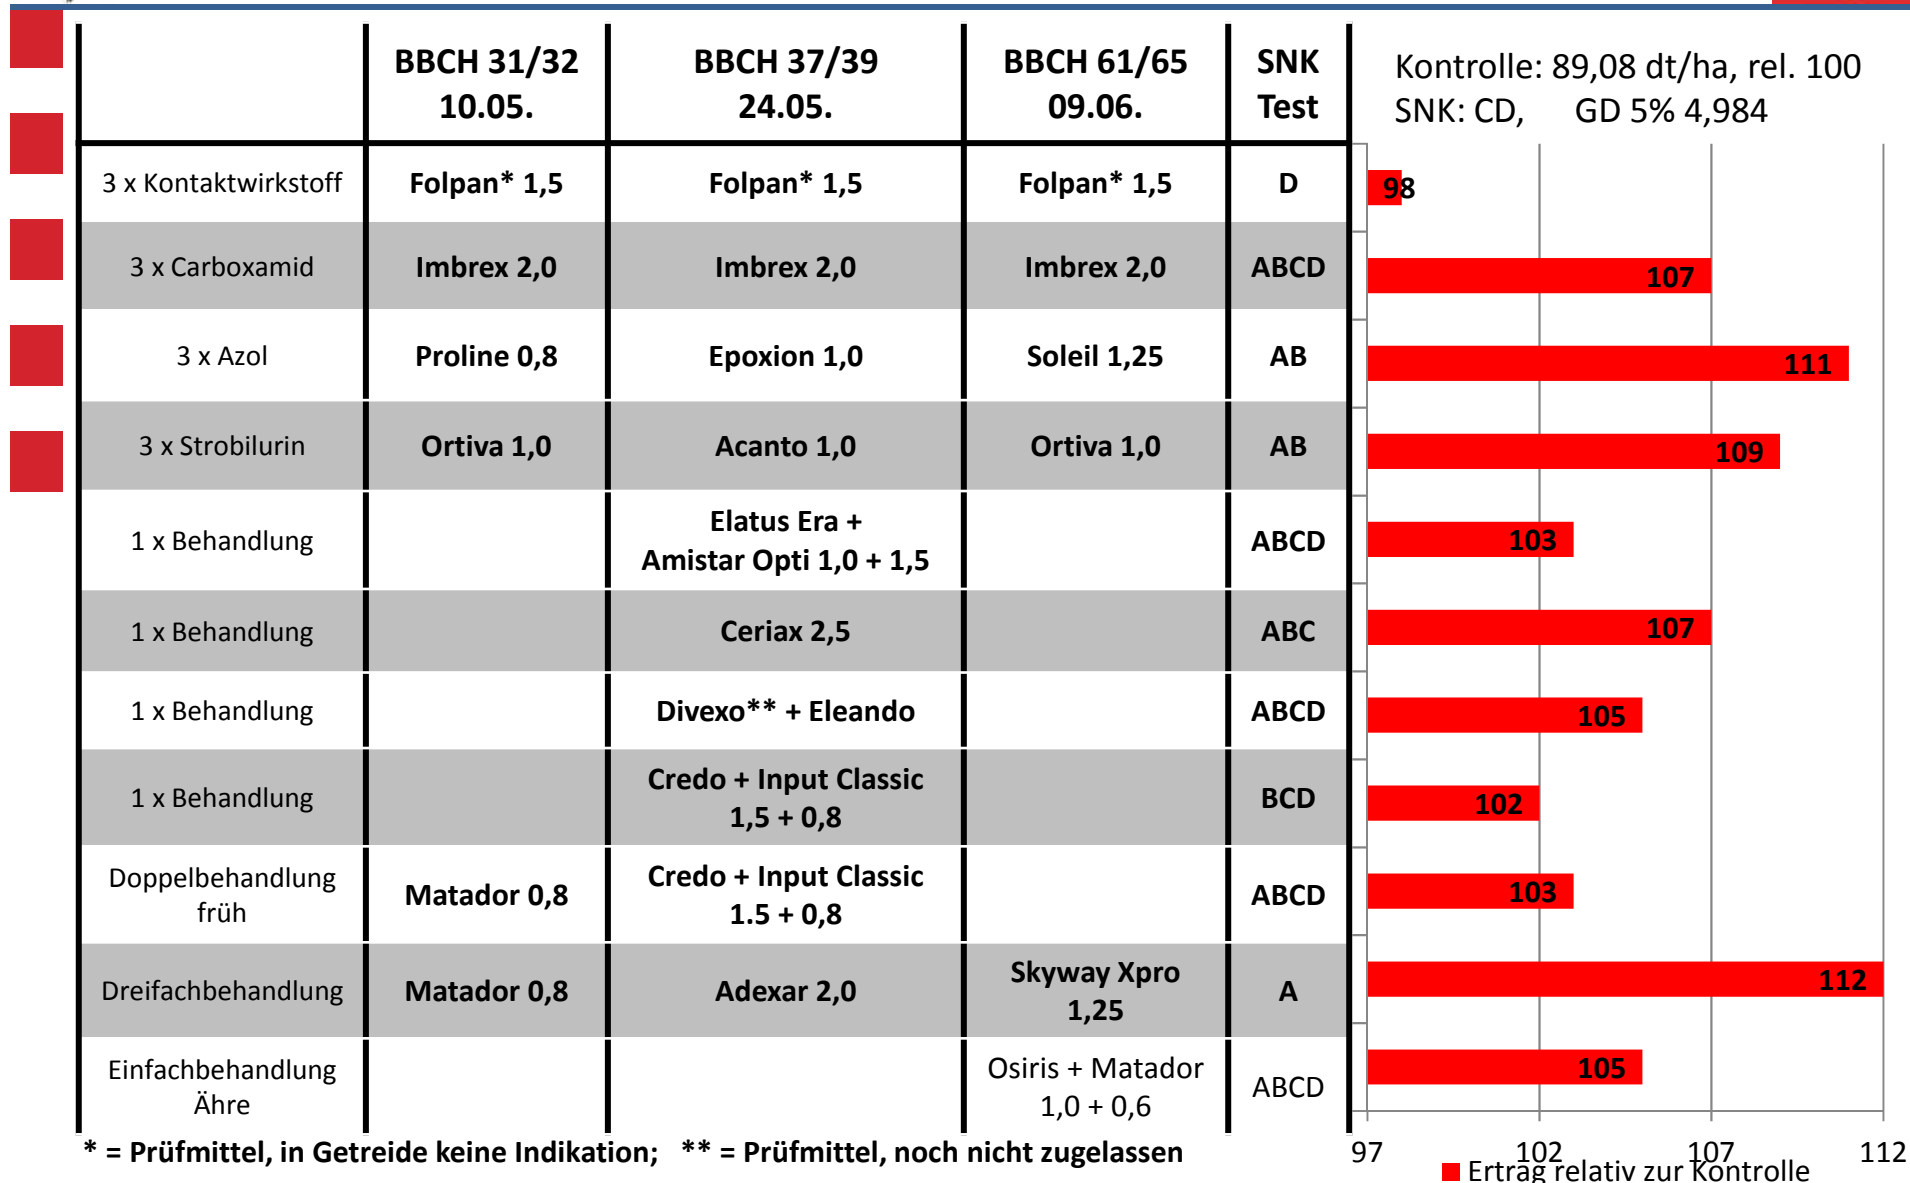 BBCH 31/32 BBCH 37/39 BBCH 61/65 SNK
10.05. 24.05. 09.06. Test
Kontrolle: 89,08 dt/ha, rel. 100
SNK: CD, GD 5% 4,984
3 x Kontaktwirkstoff Folpan* 1,5 Folpan* 1,5 Folpan* 1,5 D 98
3 x Carboxamid Imbrex 2,0 Imbrex 2,0 Imbrex 2,0 ABCD 107
3 x Azol Proline 0,8 Epoxion 1,0 Soleil 1,25 AB 111
3 x Strobilurin Ortiva 1,0 Acanto 1,0 Ortiva 1,0 AB 109
Elatus Era +
1 x Behandlung Amistar Opti 1,0 + 1,5 ABCD 103
1 x Behandlung Ceriax 2,5 ABC 107
1 x Behandlung Divexo** + Eleando ABCD 105
Credo + Input Classic
1 x Behandlung 1,5 + 0,8 BCD 102
Doppelbehandlung
früh Matador 0,8 Credo + Input Classic
1.5 + 0,8 ABCD 103
Dreifachbehandlung Matador 0,8 Adexar 2,0 Skyway Xpro
1,25 A 112
Einfachbehandlung
Ähre Osiris + Matador
1,0 + 0,6 ABCD 105
* = Prüfmittel, in Getreide keine Indikation; ** = Prüfmittel, noch nicht zugelassen
97 102 107 112
Ertrag relativ zur Kontrolle